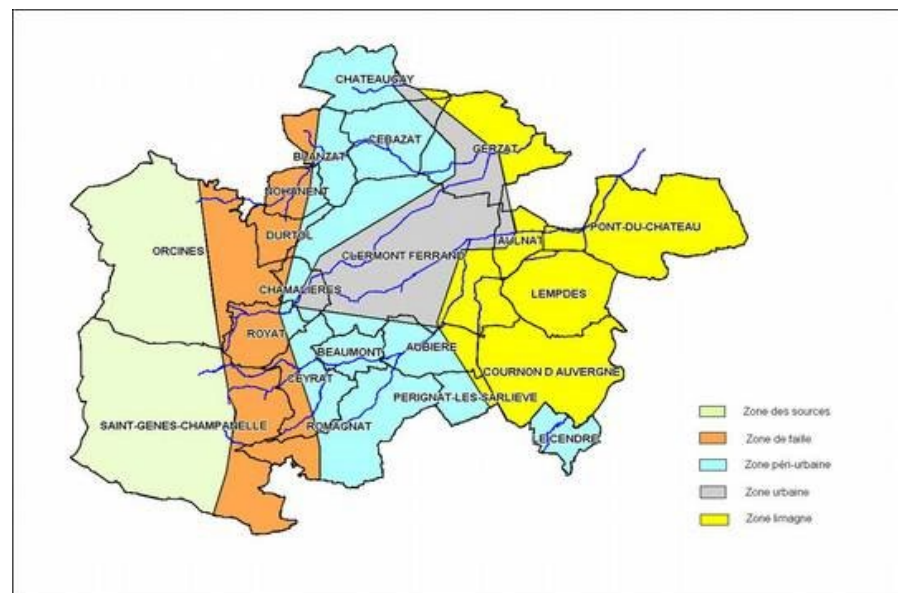 CHATEAUGAY
CEBAZAT
GERZAT
BLANZAT
NOHANENT
DURTOL
ORCINES
CLERMONT FERRAND
AULNAT
PONT-DU-CHATEAU
CHAMALIERES
LEMPDES
ROYAT
BEAUMONT
AUBIERE
CEYRAT
COURNON D AUVERGNE
PERIGNAT-LES-SARLIEVE
SAINT-GENES-CHAMPANELLE
ROMAGNAT
LE CENDRE
Zone des sources
Zone de faille
Zone péri-urbaine
Zone urbaine
Zone limagne